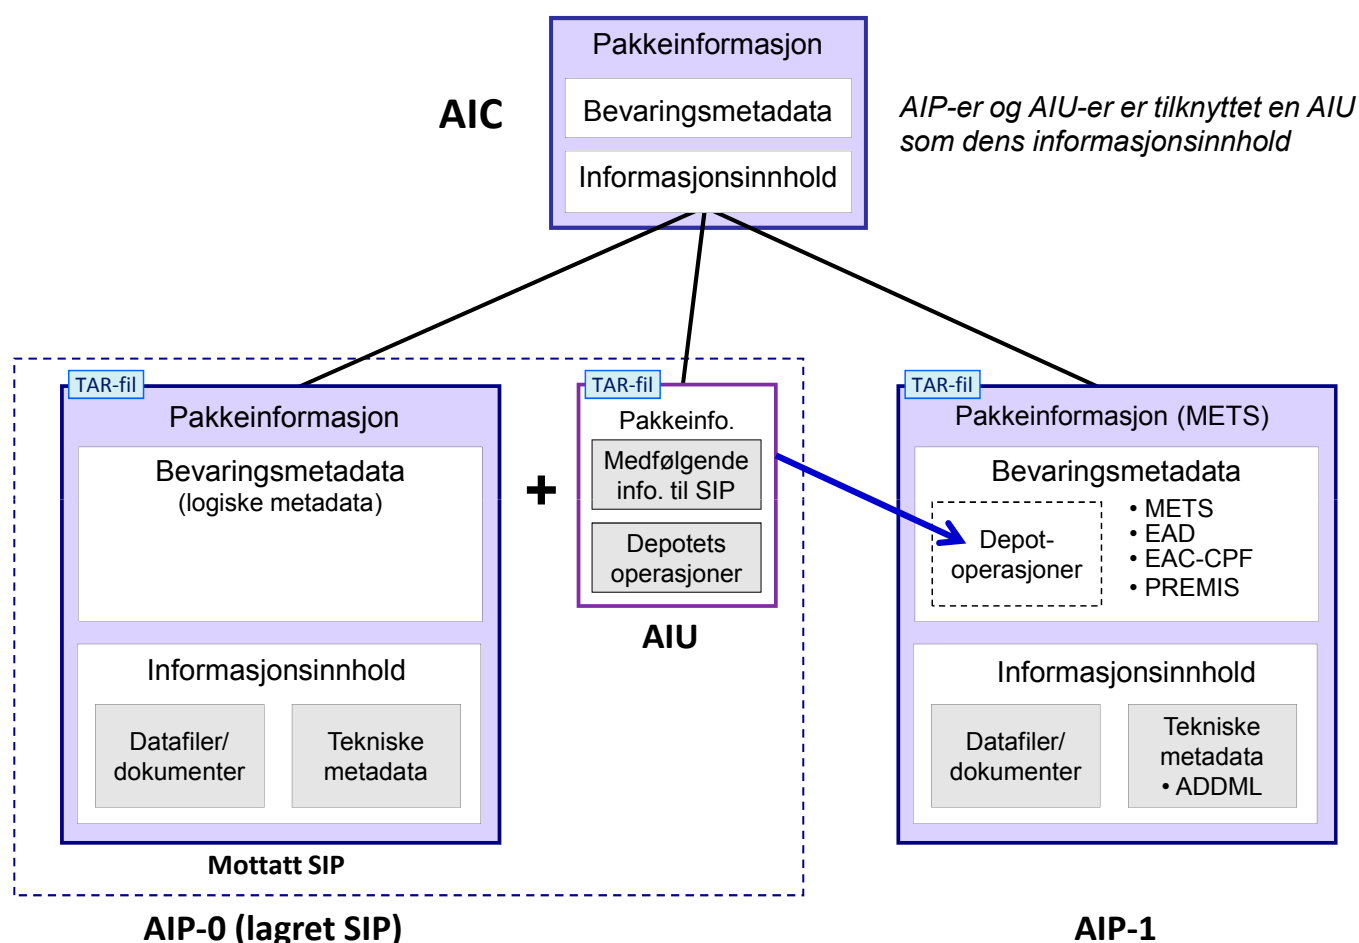 Pakkeinformasjon
AIC
Bevaringsmetadata
Informasjonsinnhold
AIP-er og AIU-er er tilknyttet en AIU
som dens informasjonsinnhold
TAR-fil
Pakkeinformasjon
Bevaringsmetadata
(logiske metadata)
Informasjonsinnhold
Datafiler/
dokumenter
Tekniske
metadata
Mottatt SIP
AIP-0 (lagret SIP)
+
TAR-fil
Pakkeinfo.
Medfølgende
info. til SIP
Depotets
operasjoner
AIU
TAR-fil
Pakkeinformasjon (METS)
Bevaringsmetadata
Depot-
operasjoner
• METS
• EAD
• EAC-CPF
• PREMIS
Informasjonsinnhold
Datafiler/
dokumenter
Tekniske
metadata
• ADDML
AIP-1